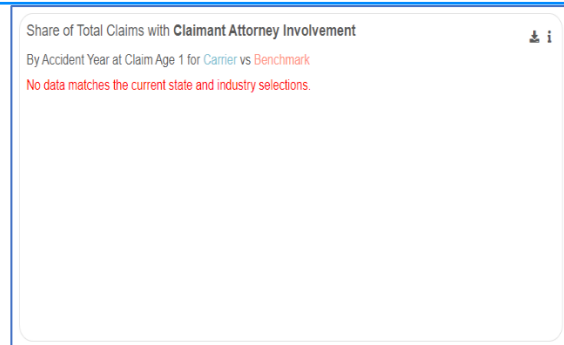 Share of Total Claims with Claimant Attorney Involvement
By Accident Year at Claim Age 1 for Carrier vs Benchmark
No data matches the current state and industry selections.